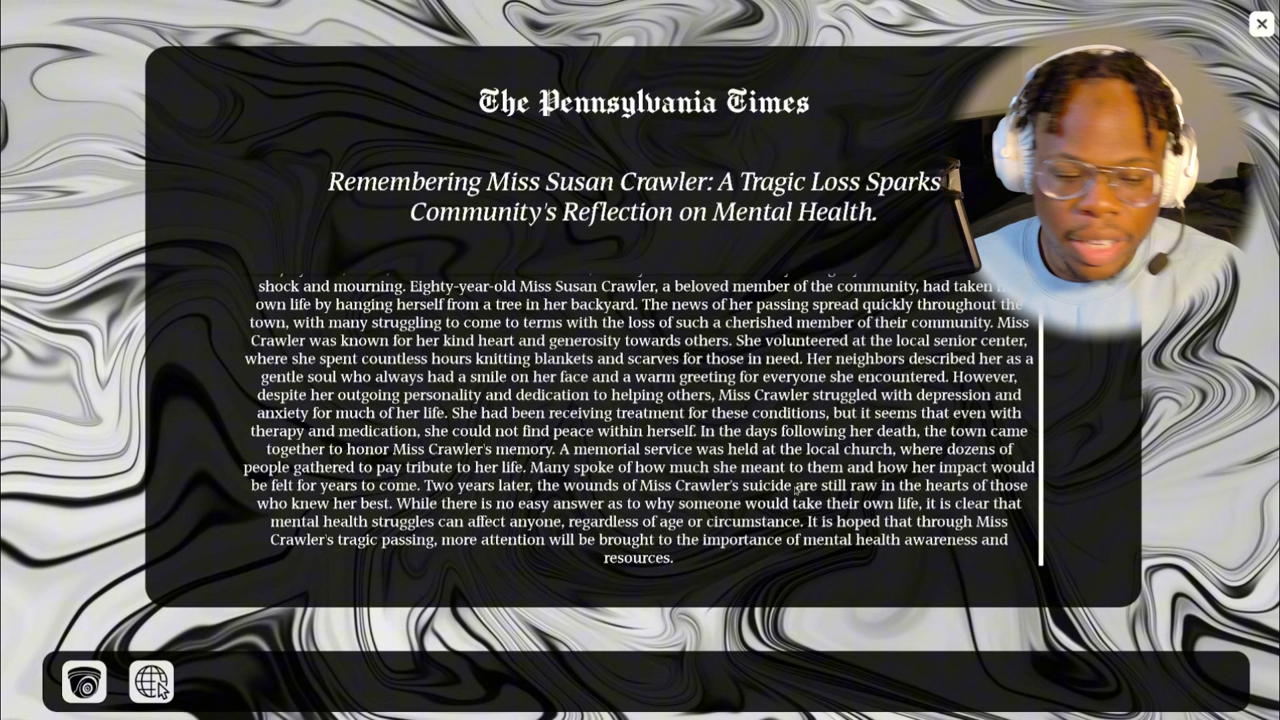 The Pennsylvania Times
Remembering Miss Susan Crawler: A Tragic Loss Sparks
Community's Reflection on Mental Health.
shock and mourning. Eighty-year-old Miss Susan Crawler, a beloved member of the community, had taken
own life by hanging herself from a tree in her backyard. The news of her passing spread quickly throughout the
town, with many struggling to come to terms with the loss of such a cherished member of their community. Miss
Crawler was known for her kind heart and generosity towards others. She volunteered at the local senior center,
where she spent countless hours knitting blankets and scarves for those in need. Her neighbors described her as a
gentle soul who always had a smile on her face and a warm greeting for everyone she encountered. However,
despite her outgoing personality and dedication to helping others, Miss Crawler struggled with depression and
anxiety for much of her life. She had been receiving treatment for these conditions, but it seems that even with
therapy and medication, she could not find peace within herself. In the days following her death, the town came
together to honor Miss Crawler's memory. A memorial service was held at the local church, where dozens of
people gathered to pay tribute to her life. Many spoke of how much she meant to them and how her impact would
be felt for years to come. Two years later, the wounds of Miss Crawler's suicide are still raw in the hearts of those
who knew her best. While there is no easy answer as to why someone would take their own life, it is clear that
mental health struggles can affect anyone, regardless of age or circumstance. It is hoped that through Miss
Crawler's tragic passing, more attention will be brought to the importance of mental health awareness and
resources.